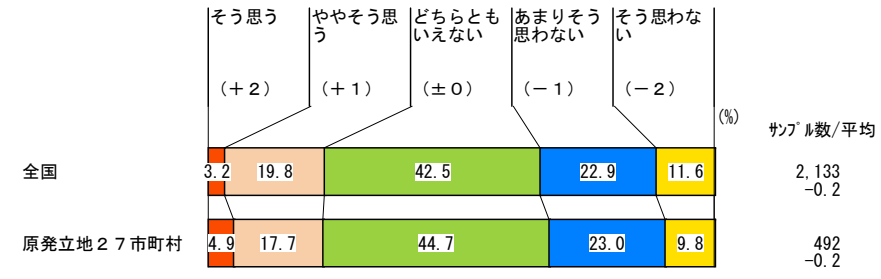 そう思う
ややそう思
う
どちらとも
いえない
あまりそう
思わない
そう思わな
い
（＋２）
（＋１）
（±０）
（－１）
（－２）
(%)
ｻﾝﾌﾟﾙ数/平均
全国
3.2
19.8
42.5
22.9
11.6
2,133
-0.2
原発立地２７市町村
4.9
17.7
44.7
23.0
9.8
492
-0.2